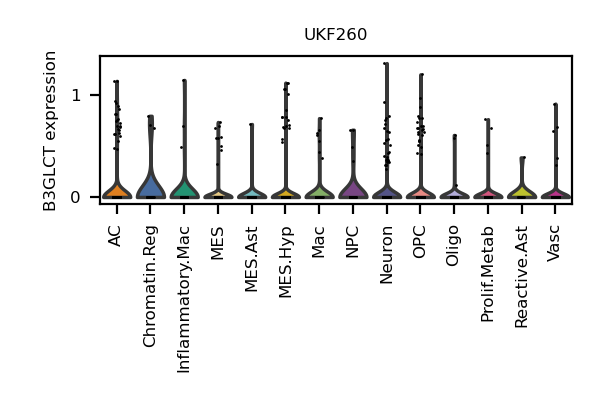 UKF260
B3GLCT expression
1
0
AC
Chromatin.Reg
Inflammatory.Mac
MES
MES.Ast
MES.Hyp
Mac
NPC
Neuron
OPC
Oligo
Prolif.Metab
Reactive.Ast
Vasc